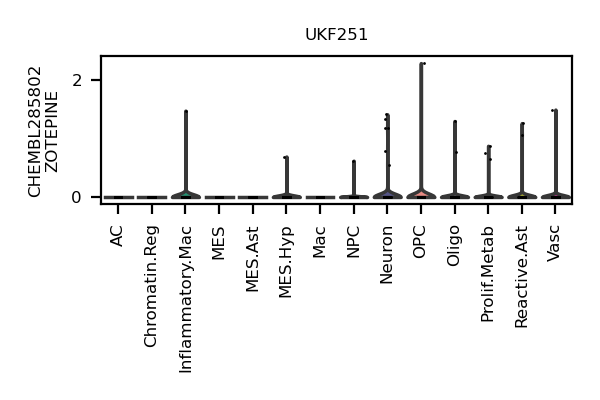 UKF251
CHEMBL285802
ZOTEPINE
2
0
AC
Chromatin.Reg
Inflammatory.Mac
MES
MES.Ast
MES.Hyp
Mac
NPC
Neuron
OPC
Oligo
Prolif.Metab
Reactive.Ast
Vasc